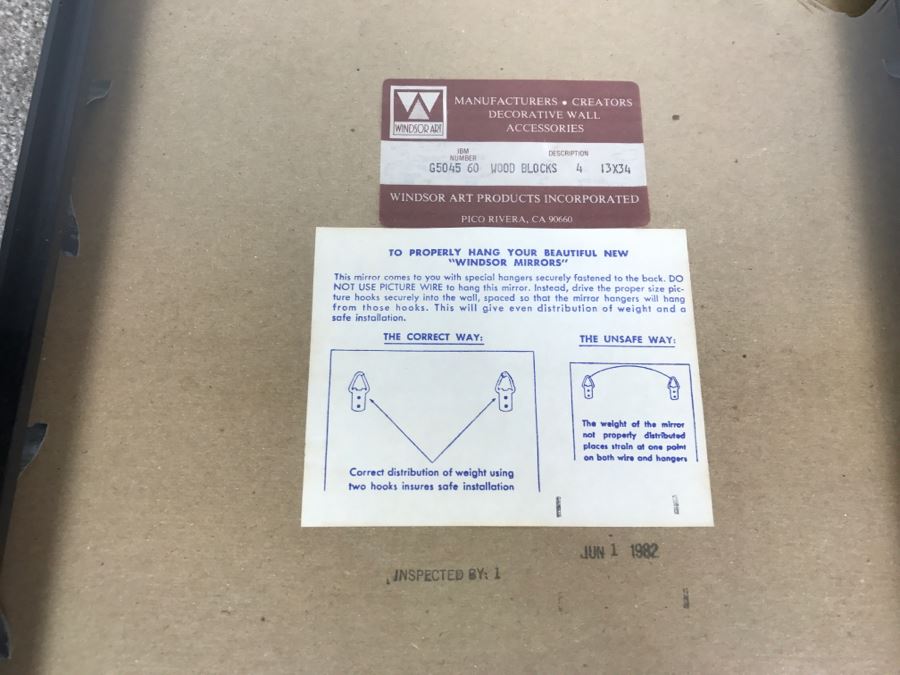 WINDSOR ART
MANUFACTURERS • CREATORS
DECORATIVE WALL
ACCESSORIES
IBM
NUMBER
DESCRIPTION
G5045 60 WOOD BLOCKS 4 13X34
WINDSOR ART PRODUCTS INCORPORATED
PICO RIVERA, CA 90660
TO PROPERLY HANG YOUR BEAUTIFUL NEW
"WINDSOR MIRRORS"
This mirror comes to you with special hangers securely fastened to the back. DO
NOT USE PICTURE WIRE to hang this mirror. Instead, drive the proper size pic-
ture hooks securely into the wall, spaced so that the mirror hangers will hang
from those hooks. This will give even distribution of weight and a
safe installation.
THE CORRECT WAY:
Correct distribution of weight using
two hooks insures safe installation
THE UNSAFE WAY:
The weight of the mirror
not properly distributed
places strain at one point
on both wire and hangers
JUN 1 1982
INSPECTED BY: 1